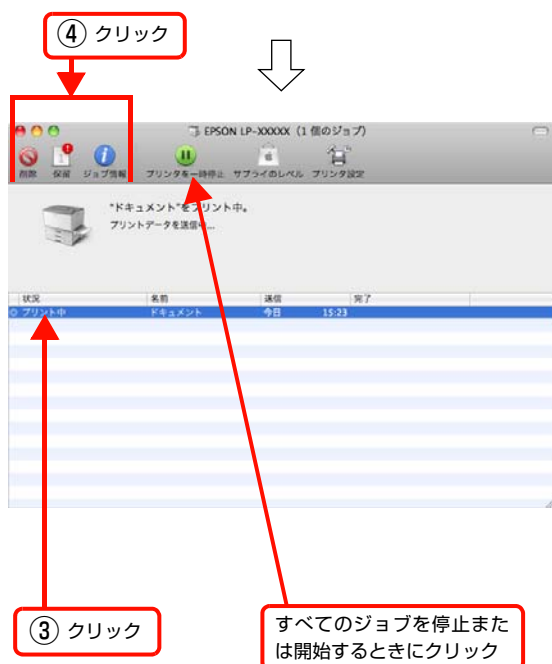 ④ クリック
EPSON LP-XXXXX（1 個のジョブ）
削除 保留 ジョブ情報 プリンタを一時停止 サプライのレベル プリンタ設定
"ドキュメント"をプリント中。
プリントデータを送信中...
状況 名前 送信 完了
プリント中 ドキュメント 今日 15:23
③ クリック
すべてのジョブを停止また
は開始するときにクリック